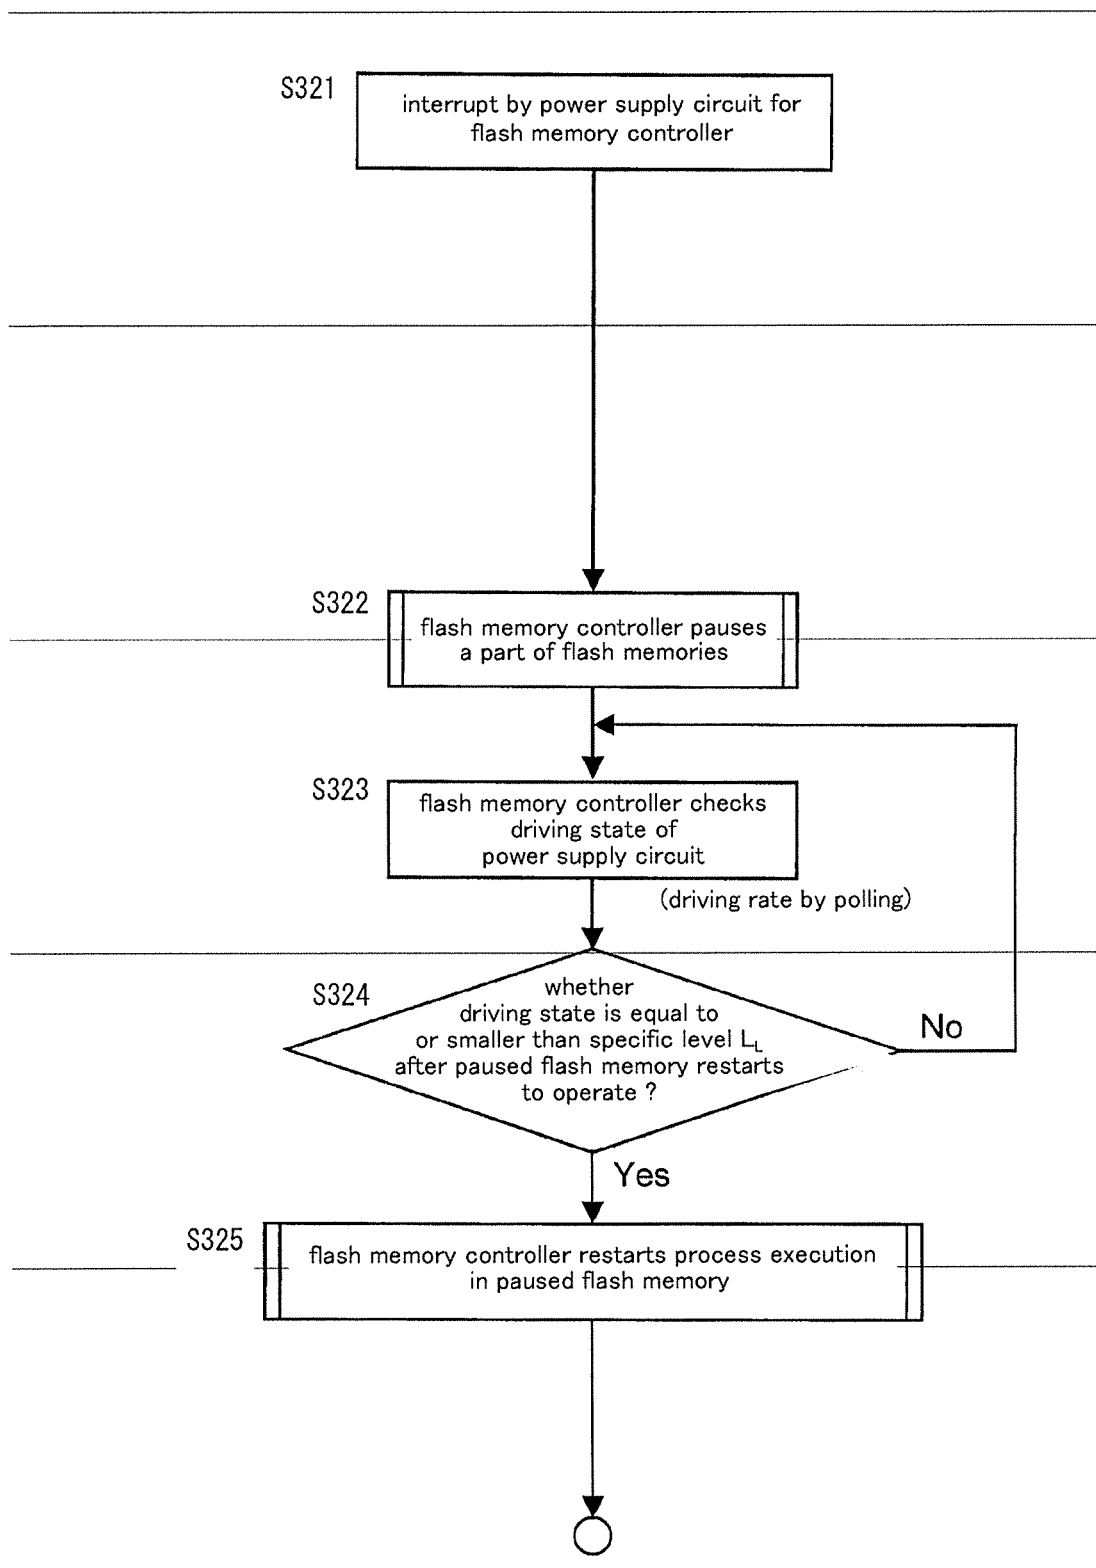 S321
interrupt by power supply circuit for
flash memory controller
S322
flash memory controller pauses
a part of flash memories
S323
flash memory controller checks
driving state of
power supply circuit
(driving rate by polling)
S324
whether
driving state is equal to
or smaller than specific level LL
after paused flash memory restarts
to operate ?
No
Yes
S325
flash memory controller restarts process execution
in paused flash memory